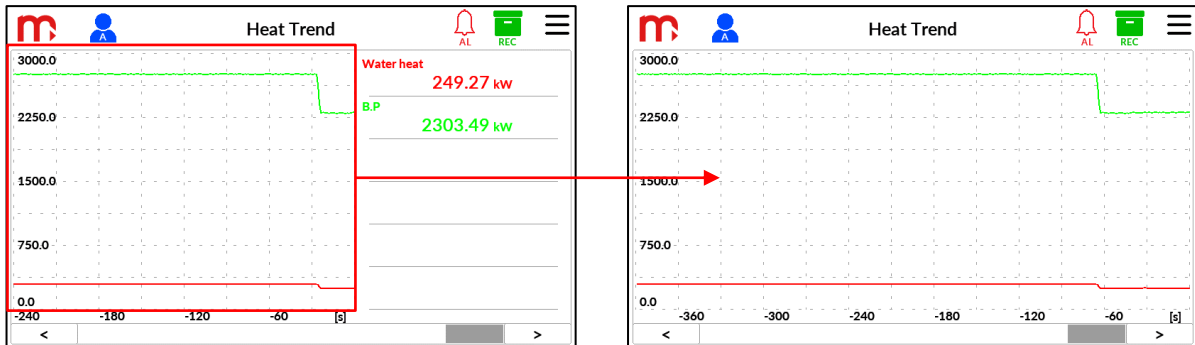 m
A
Heat Trend
AL
REC
3000.0
Water heat
249.27 kW
B.P
2303.49 kW
2250.0
1500.0
750.0
0.0
-240 -180 -120 -60 [s]
< >
m
A
Heat Trend
AL
REC
3000.0
2250.0
1500.0
750.0
0.0
-360 -300 -240 -180 -120 -60 [s]
< >